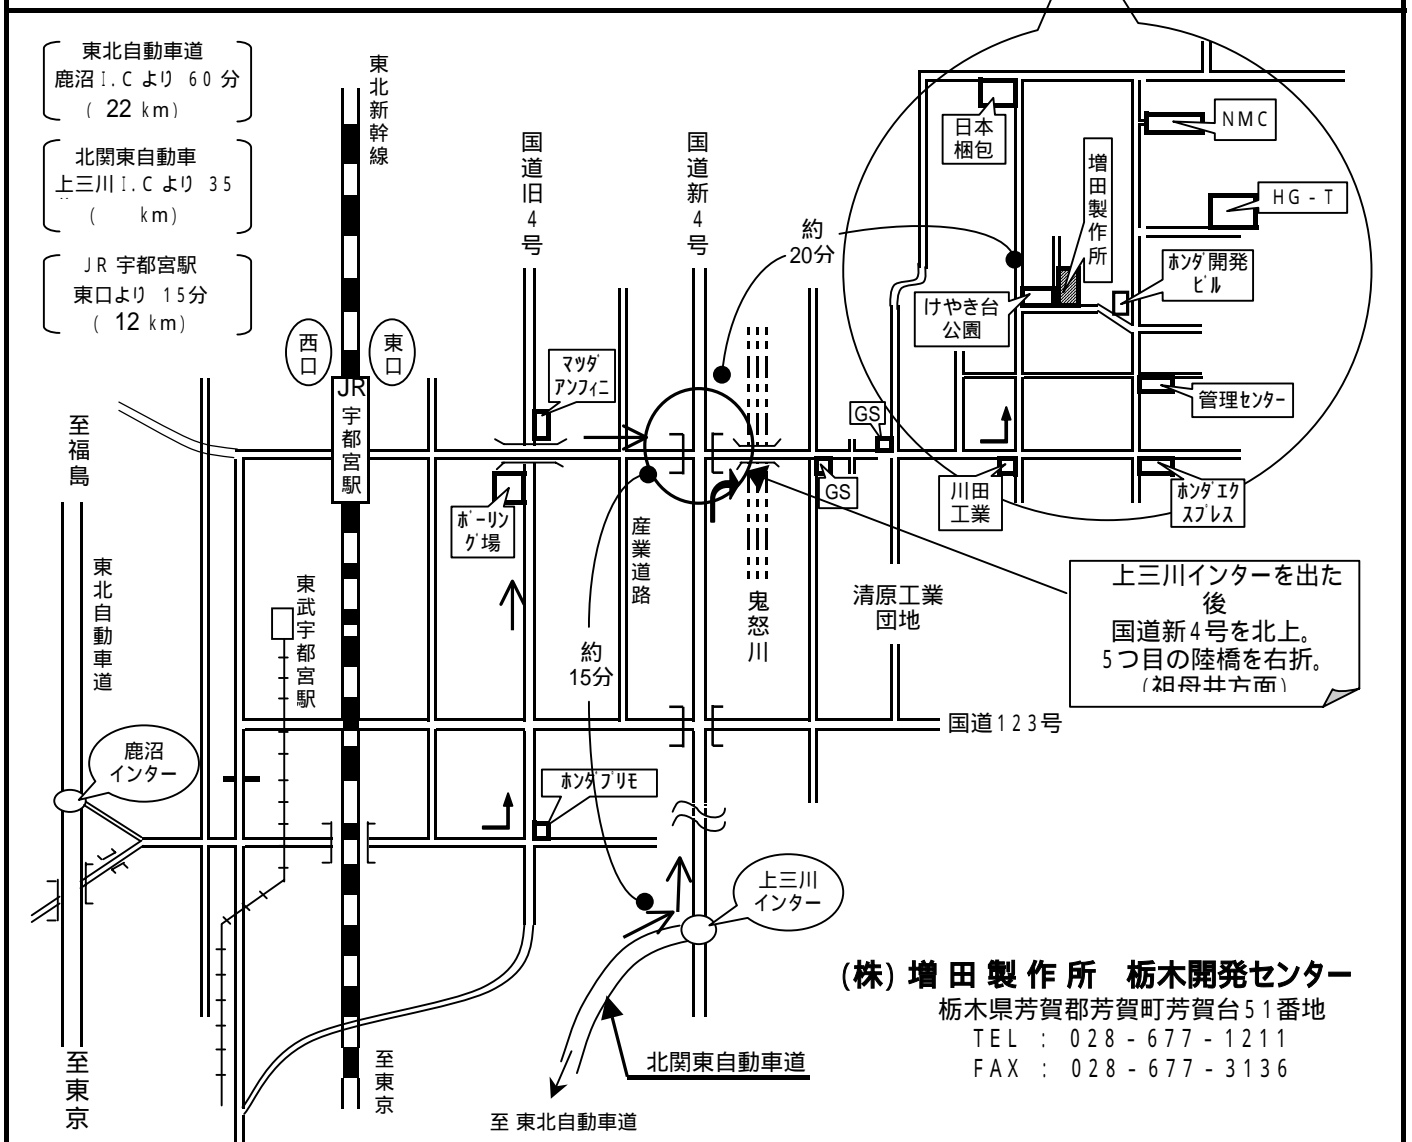 東北自動車道
鹿沼I.Cより 60分
( 22 km)
北関東自動車
上三川I.Cより 35
( km)
JR 宇都宮駅
東口より 15分
( 12 km)
東北新幹線
国道旧4号
国道新4号
約
20分
日本
梱包
NMC
増田製作所
HG-T
ホンダ開発
ビル
けやき台
公園
西口
東口
マツダ
アンフィニ
JR
宇都宮駅
管理センター
至福島
GS
GS
ボーリン
グ場
川田
工業
ホンダエク
スプレス
産業道路
東北自動車道
東武宇都宮駅
鬼怒川
清原工業
団地
上三川インターを出た
後
国道新4号を北上。
5つ目の陸橋を右折。
(祖母井方面)
約
15分
国道123号
鹿沼
インター
ホンダプリモ
上三川
インター
(株) 増 田 製 作 所 栃木開発センター
栃木県芳賀郡芳賀町芳賀台51番地
TEL : 028-677-1211
FAX : 028-677-3136
北関東自動車道
至東京
至東京
至 東北自動車道